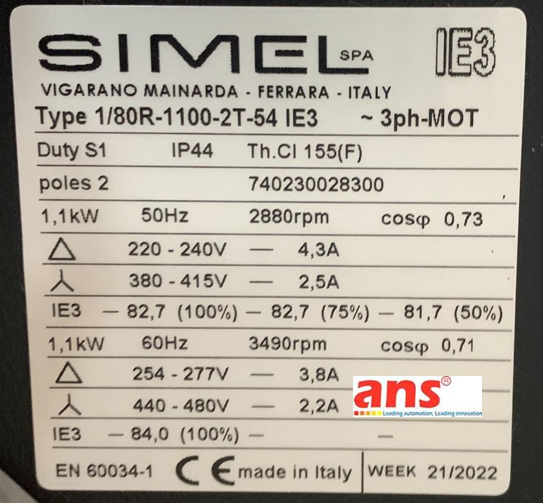 SIMEL SPA IE3
VIGARANO MAINARDA - FERRARA - ITALY
Type 1/80R-1100-2T-54 IE3 ~ 3ph-MOT
Duty S1 IP44 Th.Cl 155(F)
poles 2 740230028300
1,1kW 50Hz 2880rpm cosφ 0,73
220 - 240V — 4,3A
380 - 415V — 2,5A
IE3 — 82,7 (100%) — 82,7 (75%) — 81,7 (50%)
1,1kW 60Hz 3490rpm cosφ 0,71
254 - 277V — 3,8A
440 - 480V — 2,2A
ans®
Leading automation, Leading innovation
IE3 — 84,0 (100%) — —
EN 60034-1 CE made in Italy WEEK 21/2022